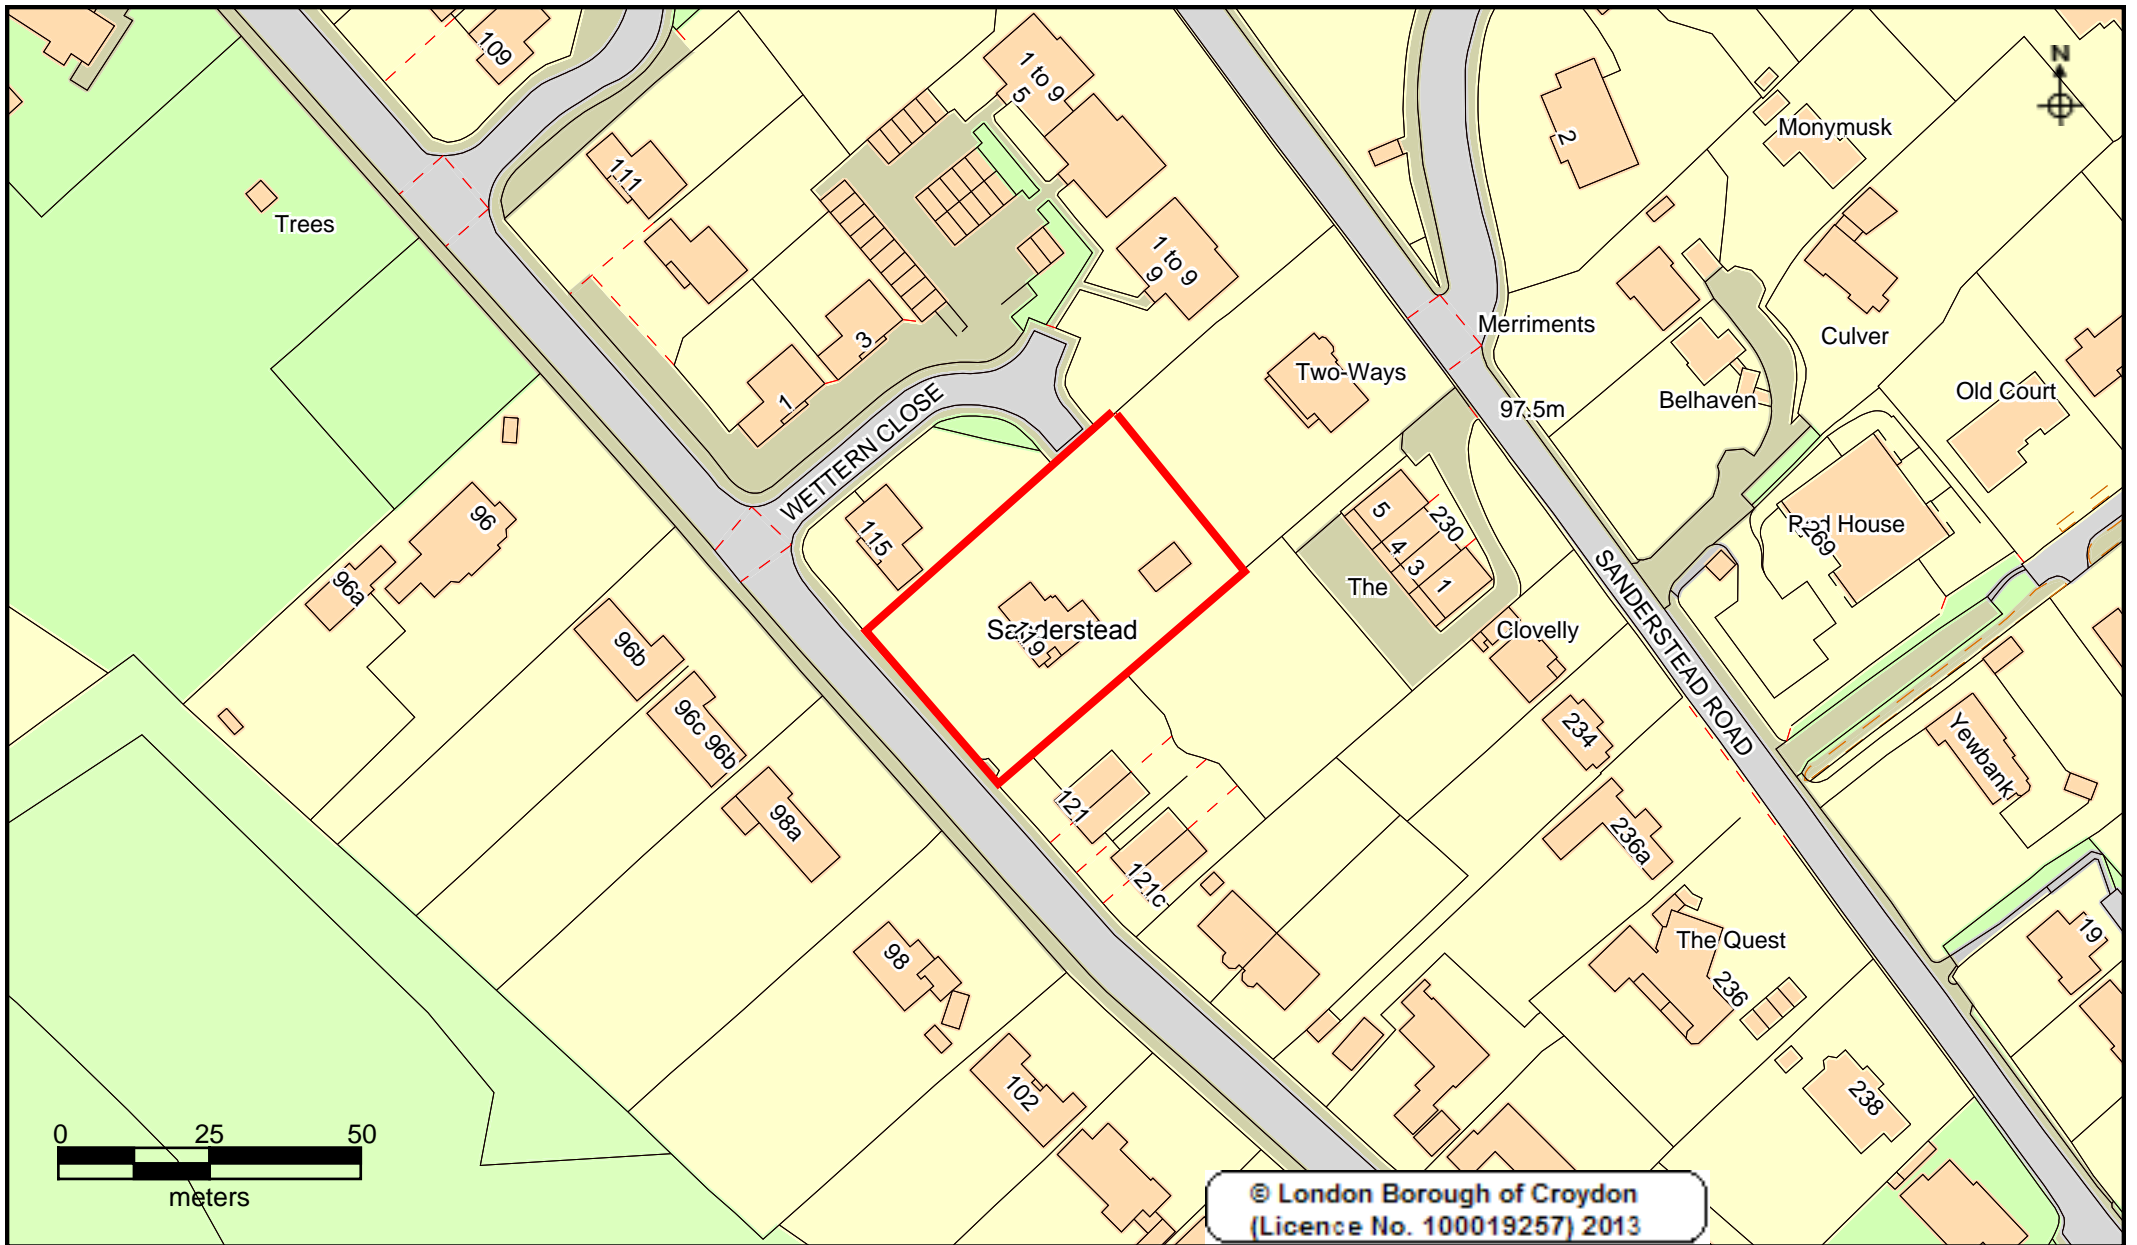 109
1 to 9
5
2
Monymusk
N
111
Trees
1 to 9
9
3
Merriments
Culver
Two-Ways
97.5m
Belhaven
Old Court
1
WETTERN CLOSE
96
115
5
230
4
3
1
The
Red House
269
96a
SANDERSTEAD ROAD
96b
Sanderstead
119
Clovelly
96c 96b
234
Yewbank
98a
121
236a
121c
98
The Quest
236
19
102
238
0 25 50
meters
© London Borough of Croydon
(Licence No. 100019257) 2013